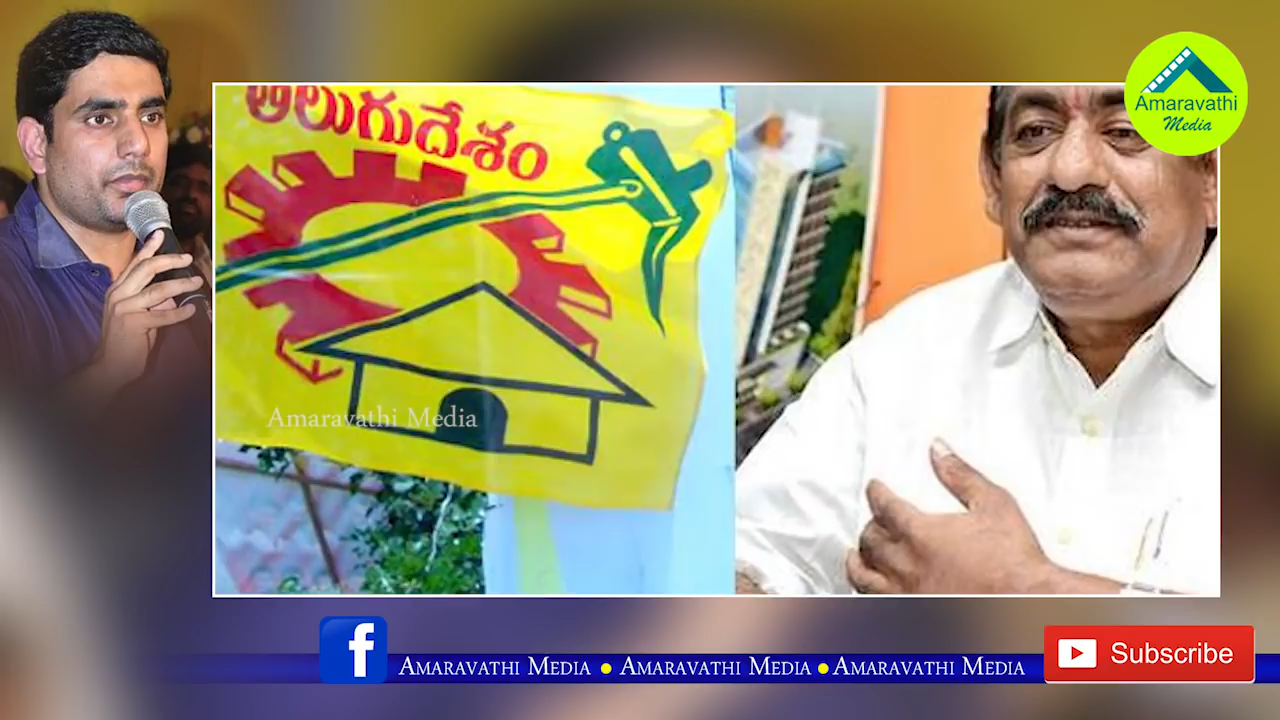 Amaravathi
Media
తెలుగుదేశం
Amaravathi Media
f
AMARAVATHI MEDIA • AMARAVATHI MEDIA • AMARAVATHI MEDIA
Subscribe